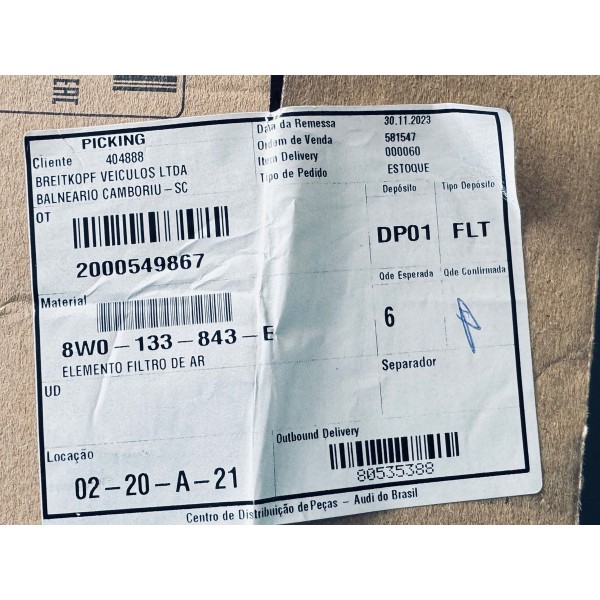 EAC
PICKING
Cliente 404888
BREITKOPF VEICULOS LTDA
BALNEARIO CAMBORIU - SC
OT
2000549867
Data da Remessa 30.11.2023
Ordem de Venda 581547
Item Delivery 000060
Tipo de Pedido ESTOQUE
Depósito Tipo Depósito
DP01 FLT
Material
8W0-133-843-E
ELEMENTO FILTRO DE AR
Qde Esperada Qde Confirmada
6
UD
Separador
Locação
02-20-A-21
Outbound Delivery
80535388
Centro de Distribuição de Peças - Audi do Brasil